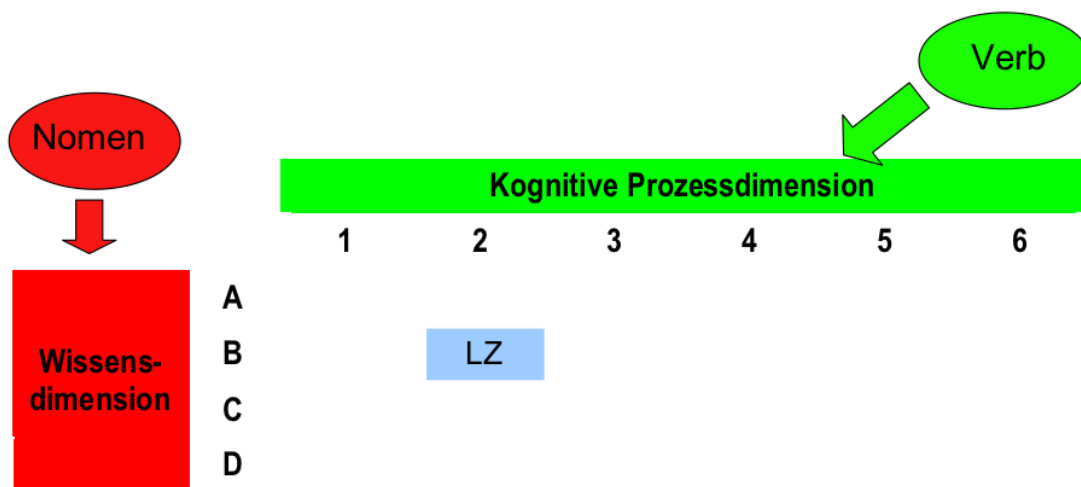 Verb
Nomen
Kognitive Prozessdimension
1 2 3 4 5 6
A
B LZ
Wissens-
dimension
C
D